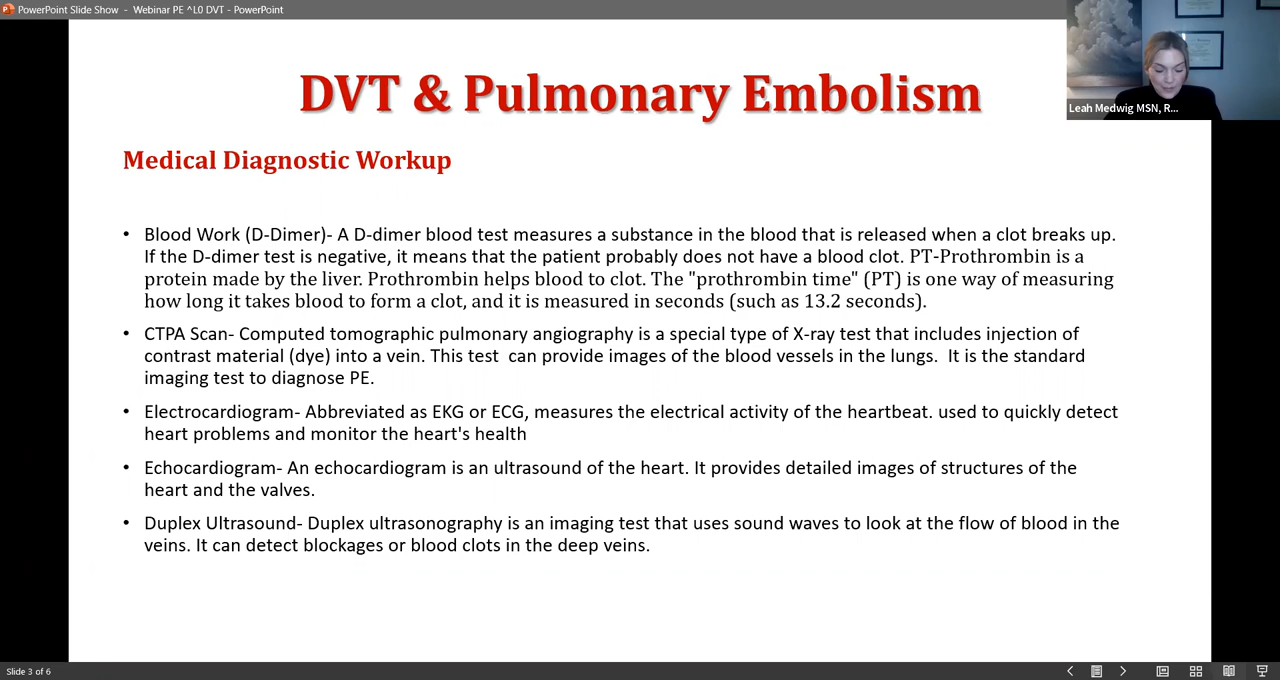 PowerPoint Slide Show - Webinar PE ^L0 DVT - PowerPoint
Leah Medwig MSN, R...
DVT & Pulmonary Embolism
Medical Diagnostic Workup
• Blood Work (D-Dimer)- A D-dimer blood test measures a substance in the blood that is released when a clot breaks up.
If the D-dimer test is negative, it means that the patient probably does not have a blood clot. PT-Prothrombin is a
protein made by the liver. Prothrombin helps blood to clot. The "prothrombin time" (PT) is one way of measuring
how long it takes blood to form a clot, and it is measured in seconds (such as 13.2 seconds).
• CTPA Scan- Computed tomographic pulmonary angiography is a special type of X-ray test that includes injection of
contrast material (dye) into a vein. This test  can provide images of the blood vessels in the lungs.  It is the standard
imaging test to diagnose PE.
• Electrocardiogram- Abbreviated as EKG or ECG, measures the electrical activity of the heartbeat. used to quickly detect
heart problems and monitor the heart's health
• Echocardiogram- An echocardiogram is an ultrasound of the heart. It provides detailed images of structures of the
heart and the valves.
• Duplex Ultrasound- Duplex ultrasonography is an imaging test that uses sound waves to look at the flow of blood in the
veins. It can detect blockages or blood clots in the deep veins.
Slide 3 of 6